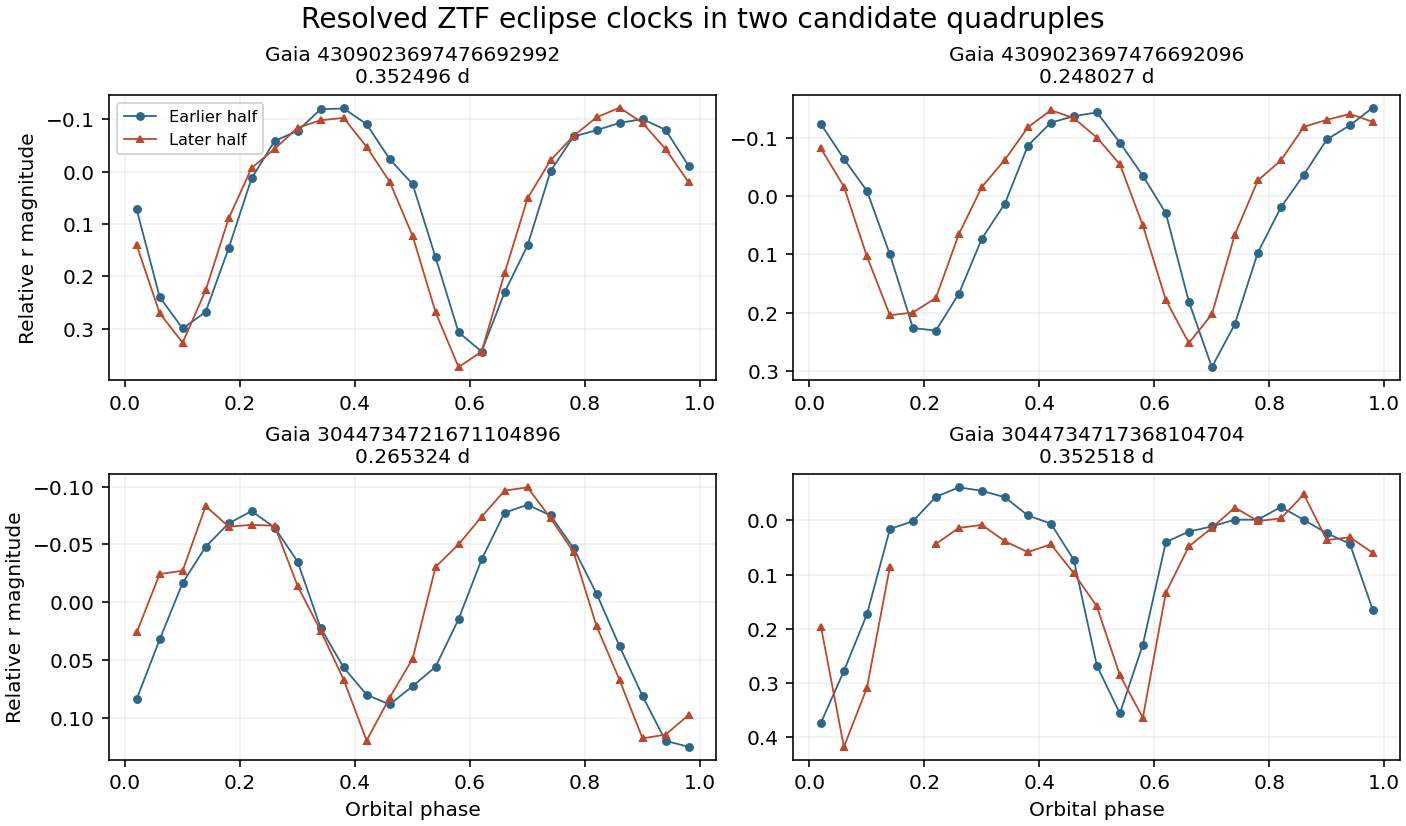 Resolved ZTF eclipse clocks in two candidate quadruples
Gaia 4309023697476692992
0.352496 d
Earlier half
Later half
Relative r magnitude
−0.1
0.0
0.1
0.2
0.3
0.0 0.2 0.4 0.6 0.8 1.0
Gaia 4309023697476692096
0.248027 d
−0.1
0.0
0.1
0.2
0.3
0.0 0.2 0.4 0.6 0.8 1.0
Gaia 3044734721671104896
0.265324 d
Relative r magnitude
−0.10
−0.05
0.00
0.05
0.10
0.0 0.2 0.4 0.6 0.8 1.0
Orbital phase
Gaia 3044734717368104704
0.352518 d
0.0
0.1
0.2
0.3
0.4
0.0 0.2 0.4 0.6 0.8 1.0
Orbital phase